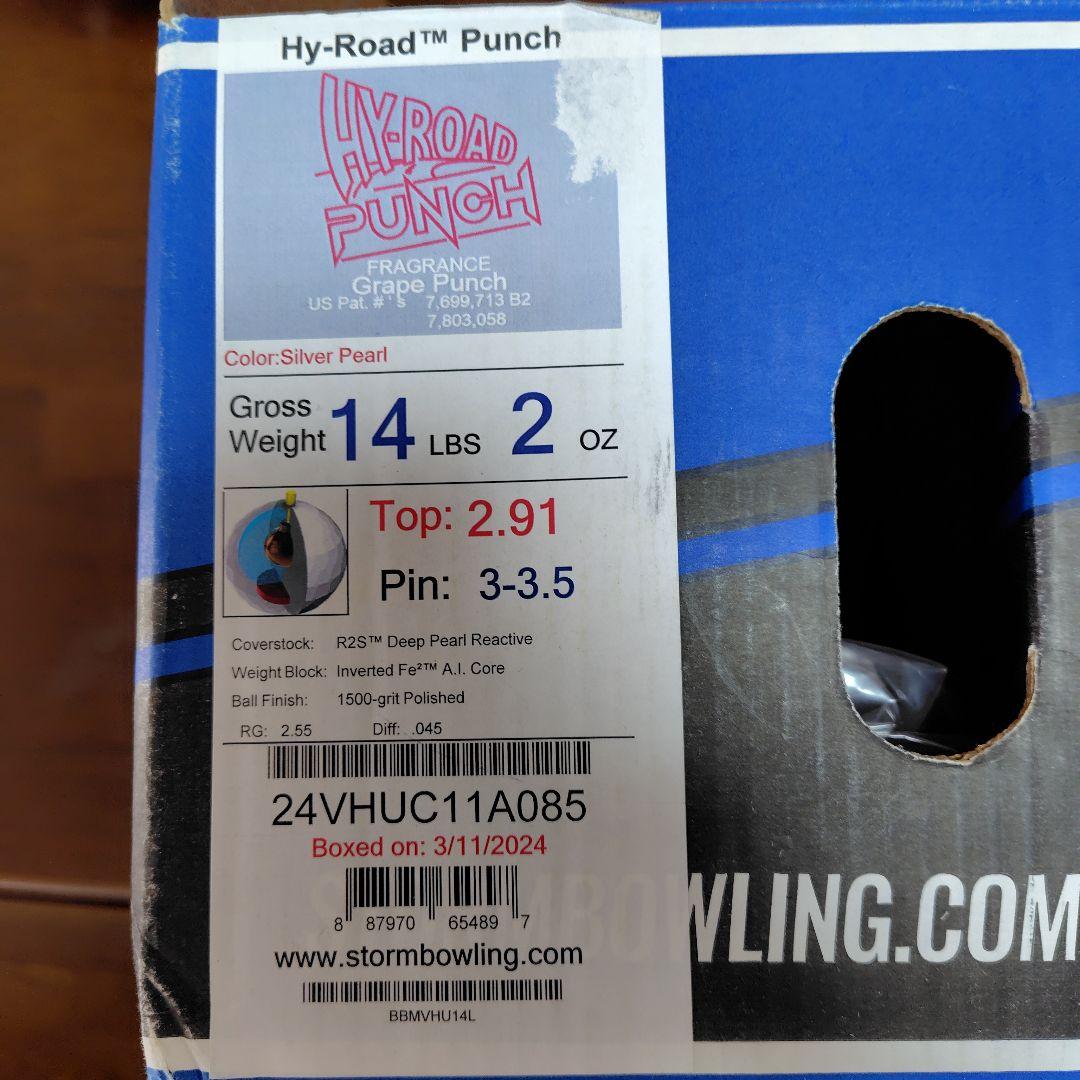 Hy-Road™ Punch
HY-ROAD
PUNCH
FRAGRANCE
Grape Punch
US Pat. #'s 7,699,713 B2
7,803,058
Color:Silver Pearl
Gross
Weight 14 LBS 2 OZ
Top: 2.91
Pin: 3-3.5
Coverstock: R2S™ Deep Pearl Reactive
Weight Block: Inverted Fe²™ A.I. Core
Ball Finish: 1500-grit Polished
RG: 2.55 Diff: .045
24VHUC11A085
Boxed on: 3/11/2024
8 87970 65489 7
www.stormbowling.com
BBMVHU14L
WLING.COM